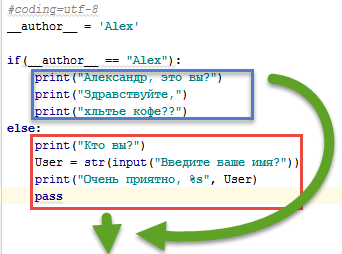 #coding=utf-8
__author__ = 'Alex'
if(__author__ == "Alex"):
print("Александр, это вы?")
print("Здравствуйте,")
print("хлътье кофе??")
else:
print("Кто вы?")
User = str(input("Введите ваше имя?"))
print("Очень приятно, %s", User)
pass